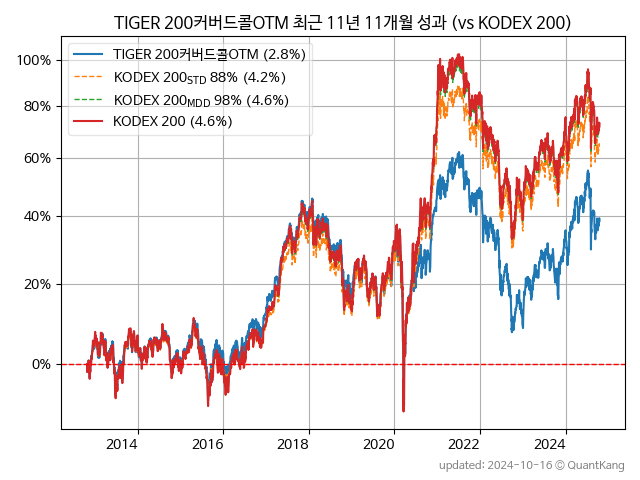 TIGER 200커버드콜OTM 최근 11년 11개월 성과 (vs KODEX 200)
TIGER 200커버드콜OTM (2.8%)
KODEX 200STD 88% (4.2%)
KODEX 200MDD 98% (4.6%)
KODEX 200 (4.6%)
100%
80%
60%
40%
20%
0%
2014 2016 2018 2020 2022 2024
updated: 2024-10-16 © QuantKang